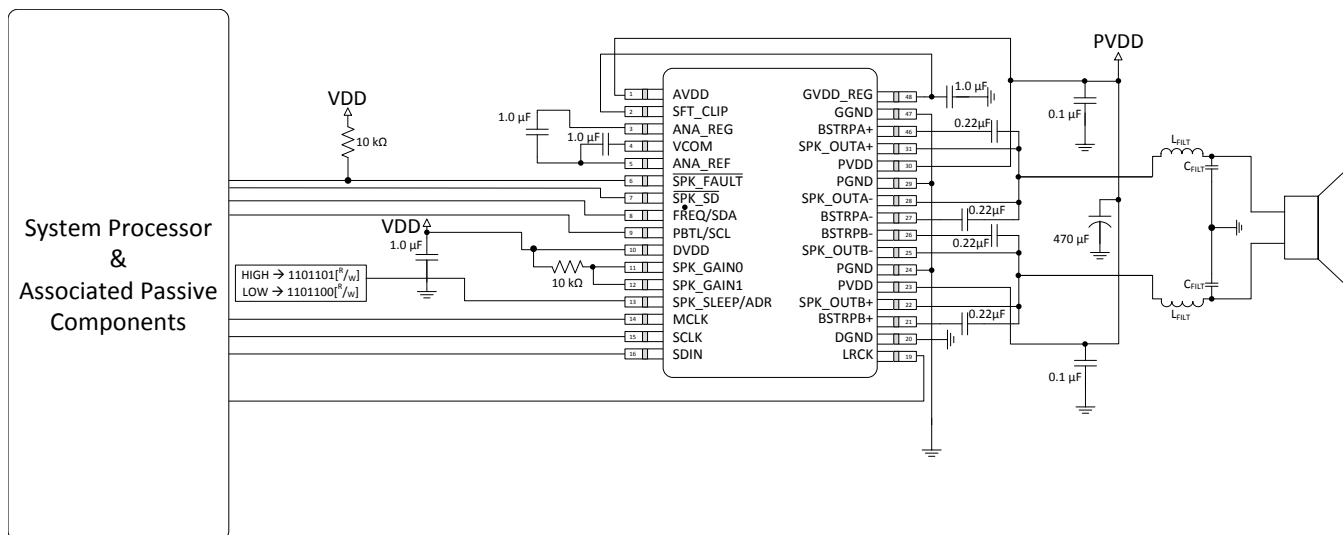 System Processor
&
Associated Passive
Components
VDD
10 kΩ
VDD
1.0 µF
HIGH → 1101101[R/W]
LOW → 1101100[R/W]
1.0 µF
1.0 µF
10 kΩ
1 AVDD
2 SFT_CLIP
3 ANA_REG
4 VCOM
5 ANA_REF
6 SPK_FAULT
7 SPK_SD
8 FREQ/SDA
9 PBTL/SCL
10 DVDD
11 SPK_GAIN0
12 SPK_GAIN1
13 SPK_SLEEP/ADR
14 MCLK
15 SCLK
16 SDIN
GVDD_REG 48
GGND 47
BSTRPA+ 46
SPK_OUTA+ 31
PVDD 30
PGND 29
SPK_OUTA- 28
BSTRPA- 27
BSTRPB- 26
SPK_OUTB- 25
PGND 24
PVDD 23
SPK_OUTB+ 22
BSTRPB+ 21
DGND 20
LRCK 19
1.0 µF
0.22µF
0.22µF
0.22µF
0.22µF
PVDD
0.1 µF
470 µF
0.1 µF
LFILT
CFILT
CFILT
LFILT